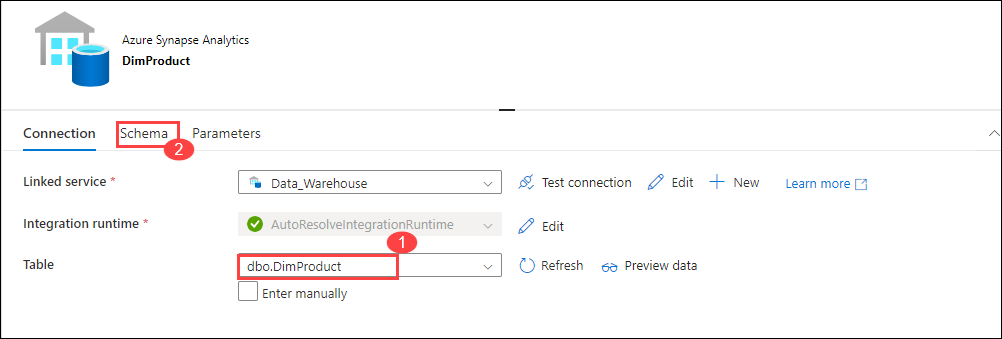 Azure Synapse Analytics
DimProduct
Connection Schema Parameters
2
Linked service * Data_Warehouse Test connection Edit New Learn more
Integration runtime * AutoResolveIntegrationRuntime Edit
1
Table dbo.DimProduct Refresh Preview data
Enter manually